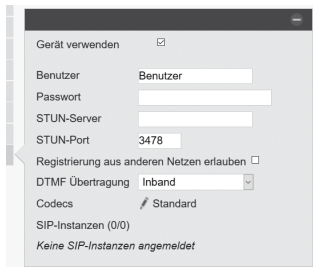 Gerät verwenden
Benutzer Benutzer
Passwort
STUN-Server
STUN-Port 3478
Registrierung aus anderen Netzen erlauben
DTMF Übertragung Inband
Codecs Standard
SIP-Instanzen (0/0)
Keine SIP-Instanzen angemeldet